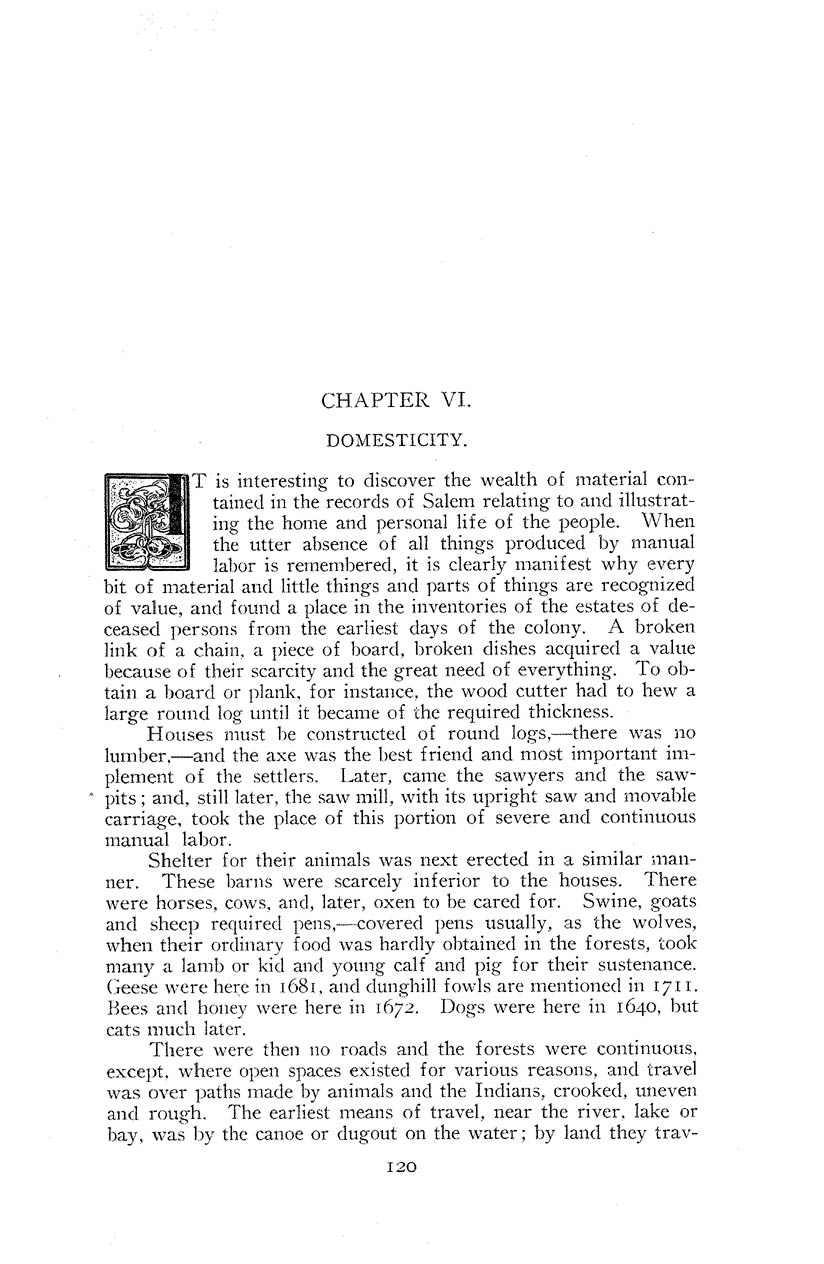 CHAPTER VI.
DOMESTICITY.
IT is interesting to discover the wealth of material con-
tained in the records of Salem relating to and illustrat-
ing the home and personal life of the people. When
the utter absence of all things produced by manual
labor is remembered, it is clearly manifest why every
bit of material and little things and parts of things are recognized
of value, and found a place in the inventories of the estates of de-
ceased persons from the earliest days of the colony. A broken
link of a chain, a piece of board, broken dishes acquired a value
because of their scarcity and the great need of everything. To ob-
tain a board or plank, for instance, the wood cutter had to hew a
large round log until it became of the required thickness.
Houses must be constructed of round logs,—there was no
lumber,—and the axe was the best friend and most important im-
plement of the settlers. Later, came the sawyers and the saw-
pits; and, still later, the saw mill, with its upright saw and movable
carriage, took the place of this portion of severe and continuous
manual labor.
Shelter for their animals was next erected in a similar man-
ner. These barns were scarcely inferior to the houses. There
were horses, cows, and, later, oxen to be cared for. Swine, goats
and sheep required pens,—covered pens usually, as the wolves,
when their ordinary food was hardly obtained in the forests, took
many a lamb or kid and young calf and pig for their sustenance.
Geese were here in 1681, and dunghill fowls are mentioned in 1711.
Bees and honey were here in 1672. Dogs were here in 1640, but
cats much later.
There were then no roads and the forests were continuous,
except, where open spaces existed for various reasons, and travel
was over paths made by animals and the Indians, crooked, uneven
and rough. The earliest means of travel, near the river, lake or
bay, was by the canoe or dugout on the water; by land they trav-
120